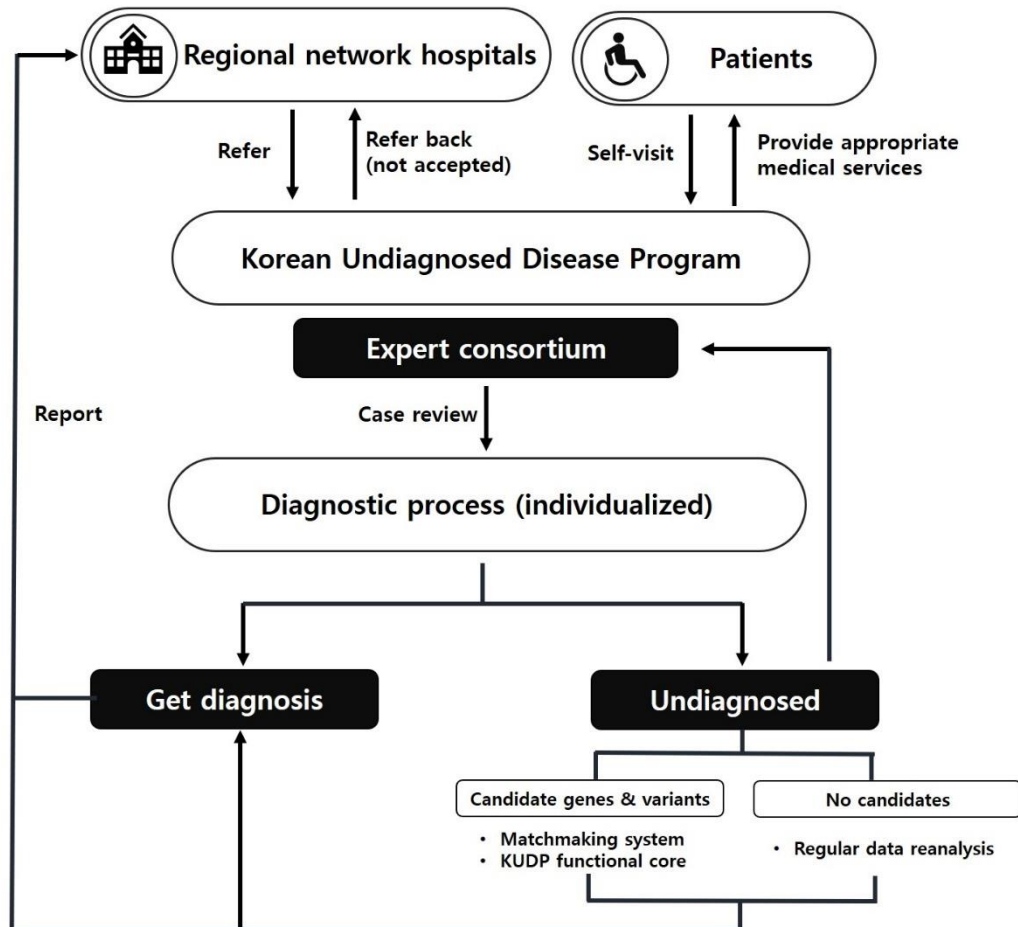 Regional network hospitals
Patients
Refer
Refer back
(not accepted)
Self-visit
Provide appropriate
medical services
Korean Undiagnosed Disease Program
Expert consortium
Report
Case review
Diagnostic process (individualized)
Get diagnosis
Undiagnosed
Candidate genes & variants
No candidates
• Matchmaking system
• KUDP functional core
• Regular data reanalysis